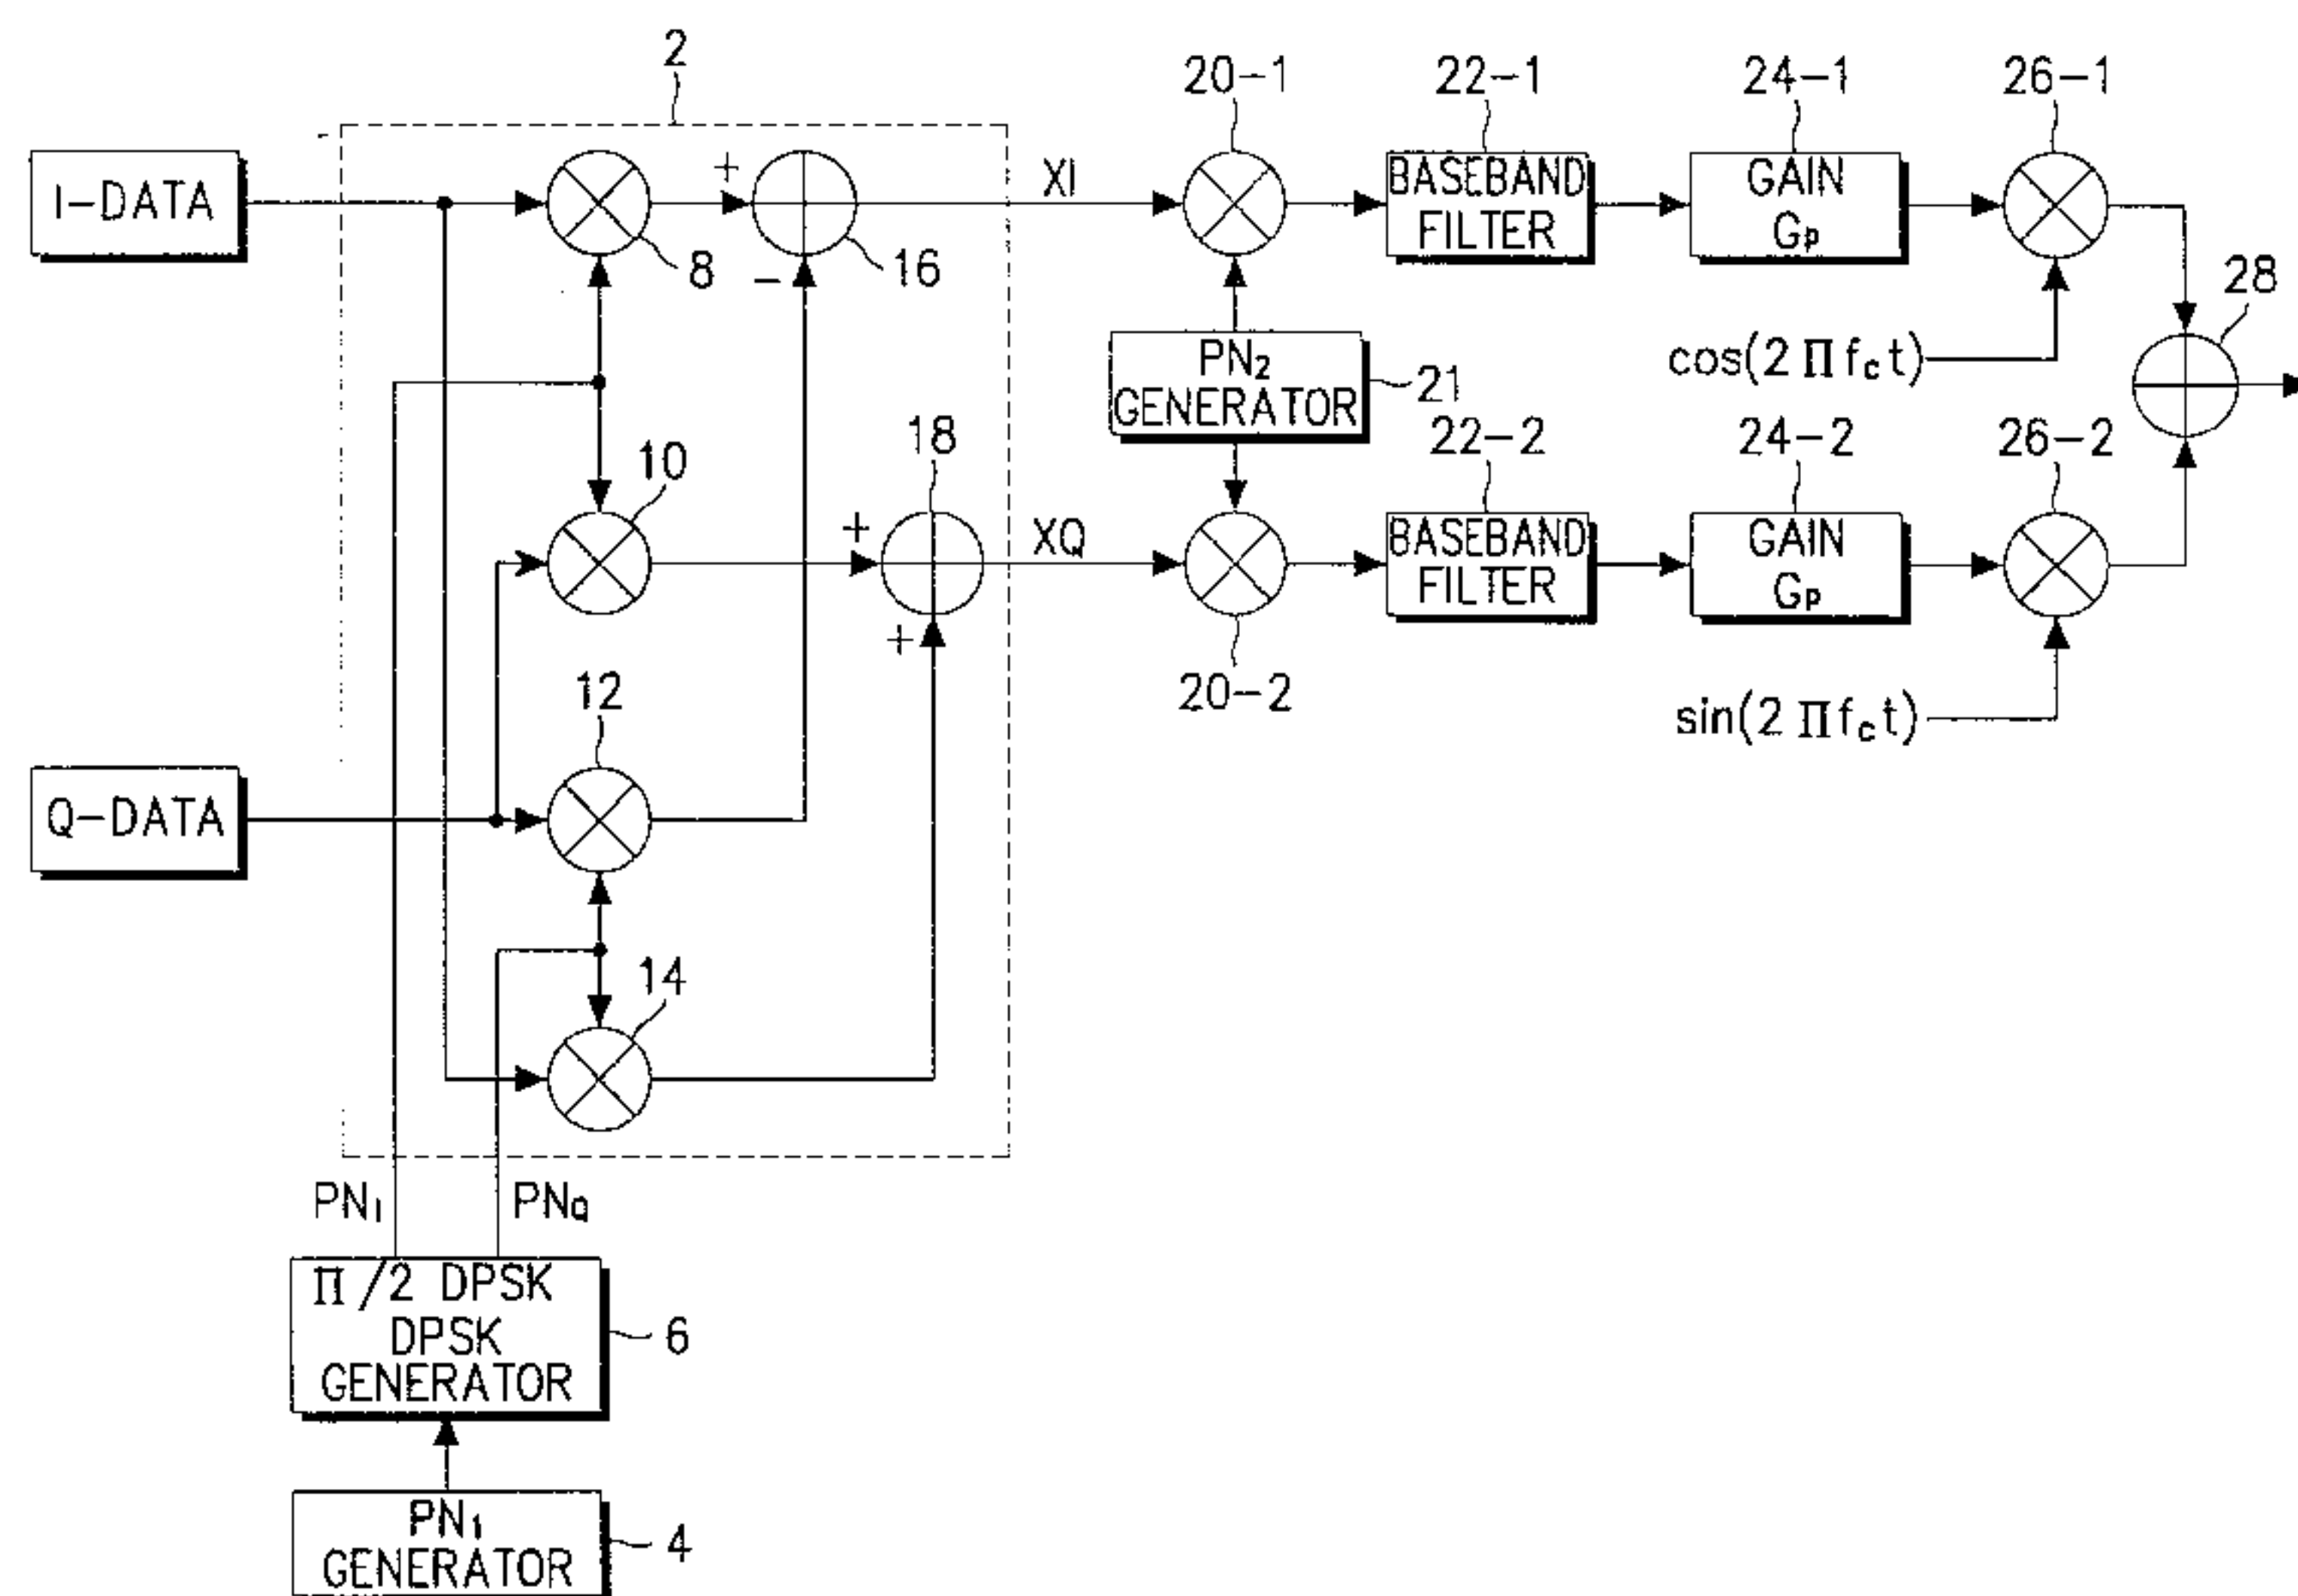 2
20-1
22-1
24-1
26-1
I-DATA
+
XI
BASEBAND
FILTER
GAIN
Gp
8
-
16
28
PN2
GENERATOR
21
cos(2 Π fct)
10
18
22-2
24-2
26-2
+
XQ
BASEBAND
FILTER
GAIN
Gp
+
12
20-2
sin(2 Π fct)
Q-DATA
14
PNI
PNQ
Π/2 DPSK
DPSK
GENERATOR
6
PN1
GENERATOR
4